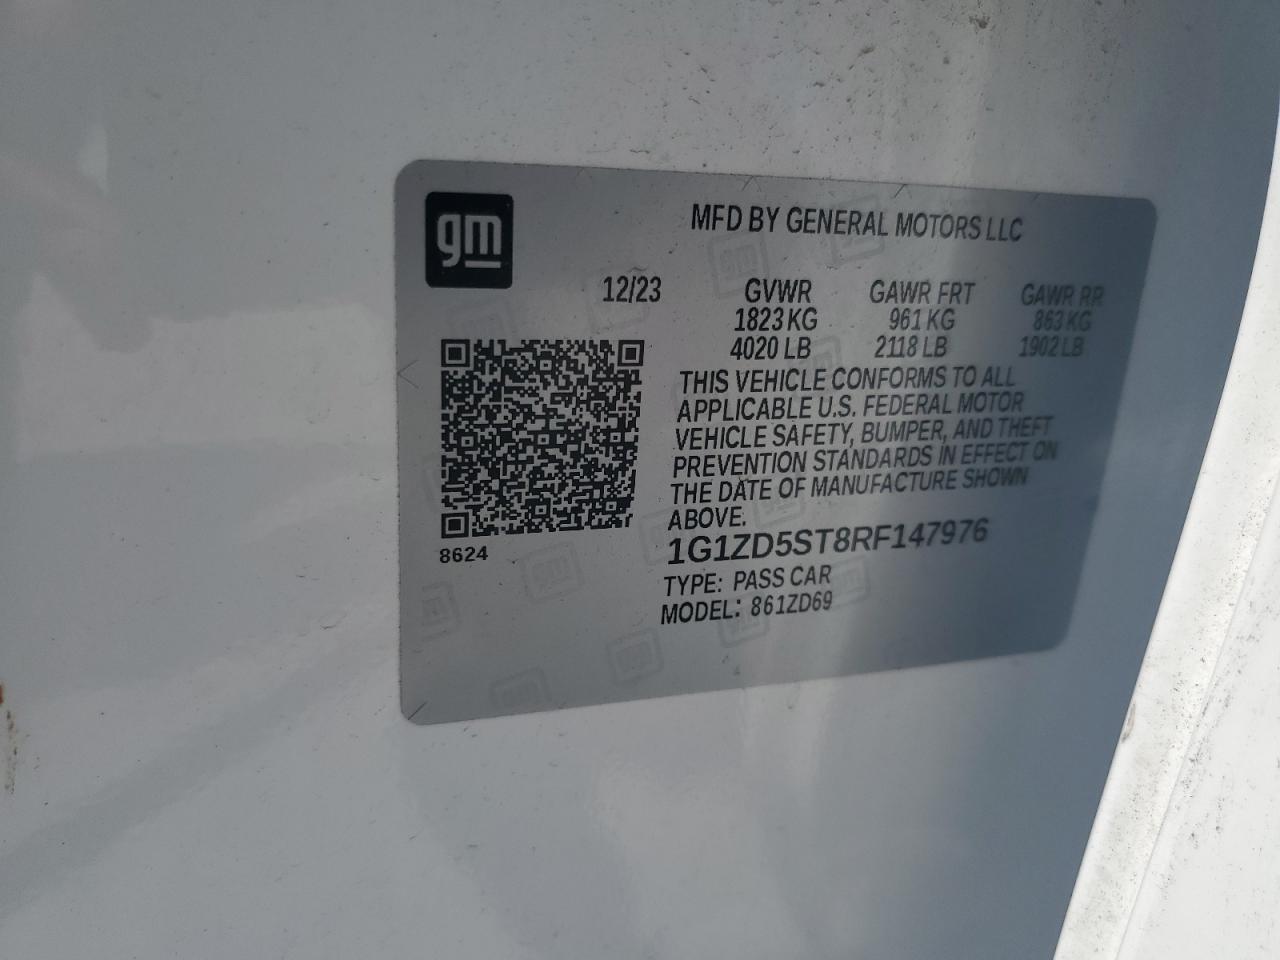 gm
MFD BY GENERAL MOTORS LLC
12/23 GVWR GAWR FRT GAWR RR
1823 KG 961 KG 863 KG
4020 LB 2118 LB 1902 LB
THIS VEHICLE CONFORMS TO ALL
APPLICABLE U.S. FEDERAL MOTOR
VEHICLE SAFETY, BUMPER, AND THEFT
PREVENTION STANDARDS IN EFFECT ON
THE DATE OF MANUFACTURE SHOWN
ABOVE.
8624
1G1ZD5ST8RF147976
TYPE: PASS CAR
MODEL: 861ZD69